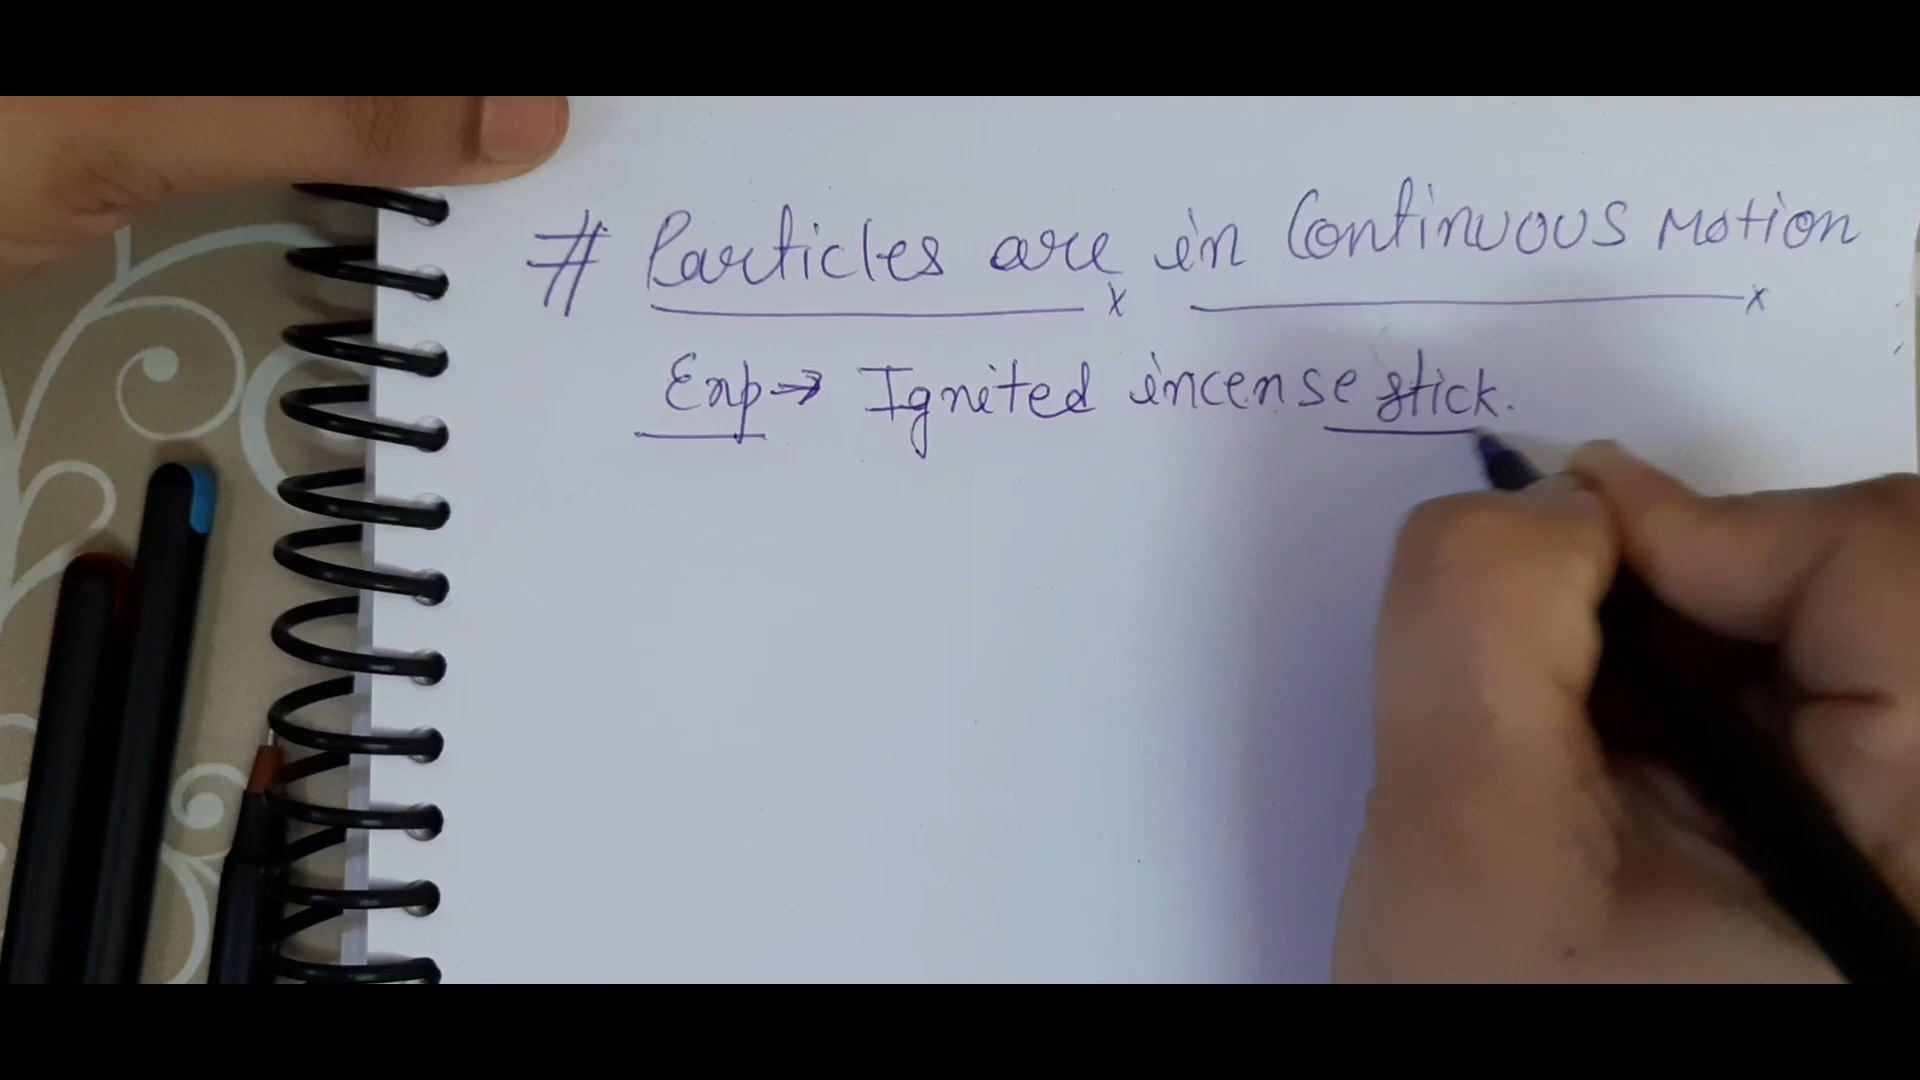 # Particles are in Continuous Motion
Exp → Ignited incense stick.